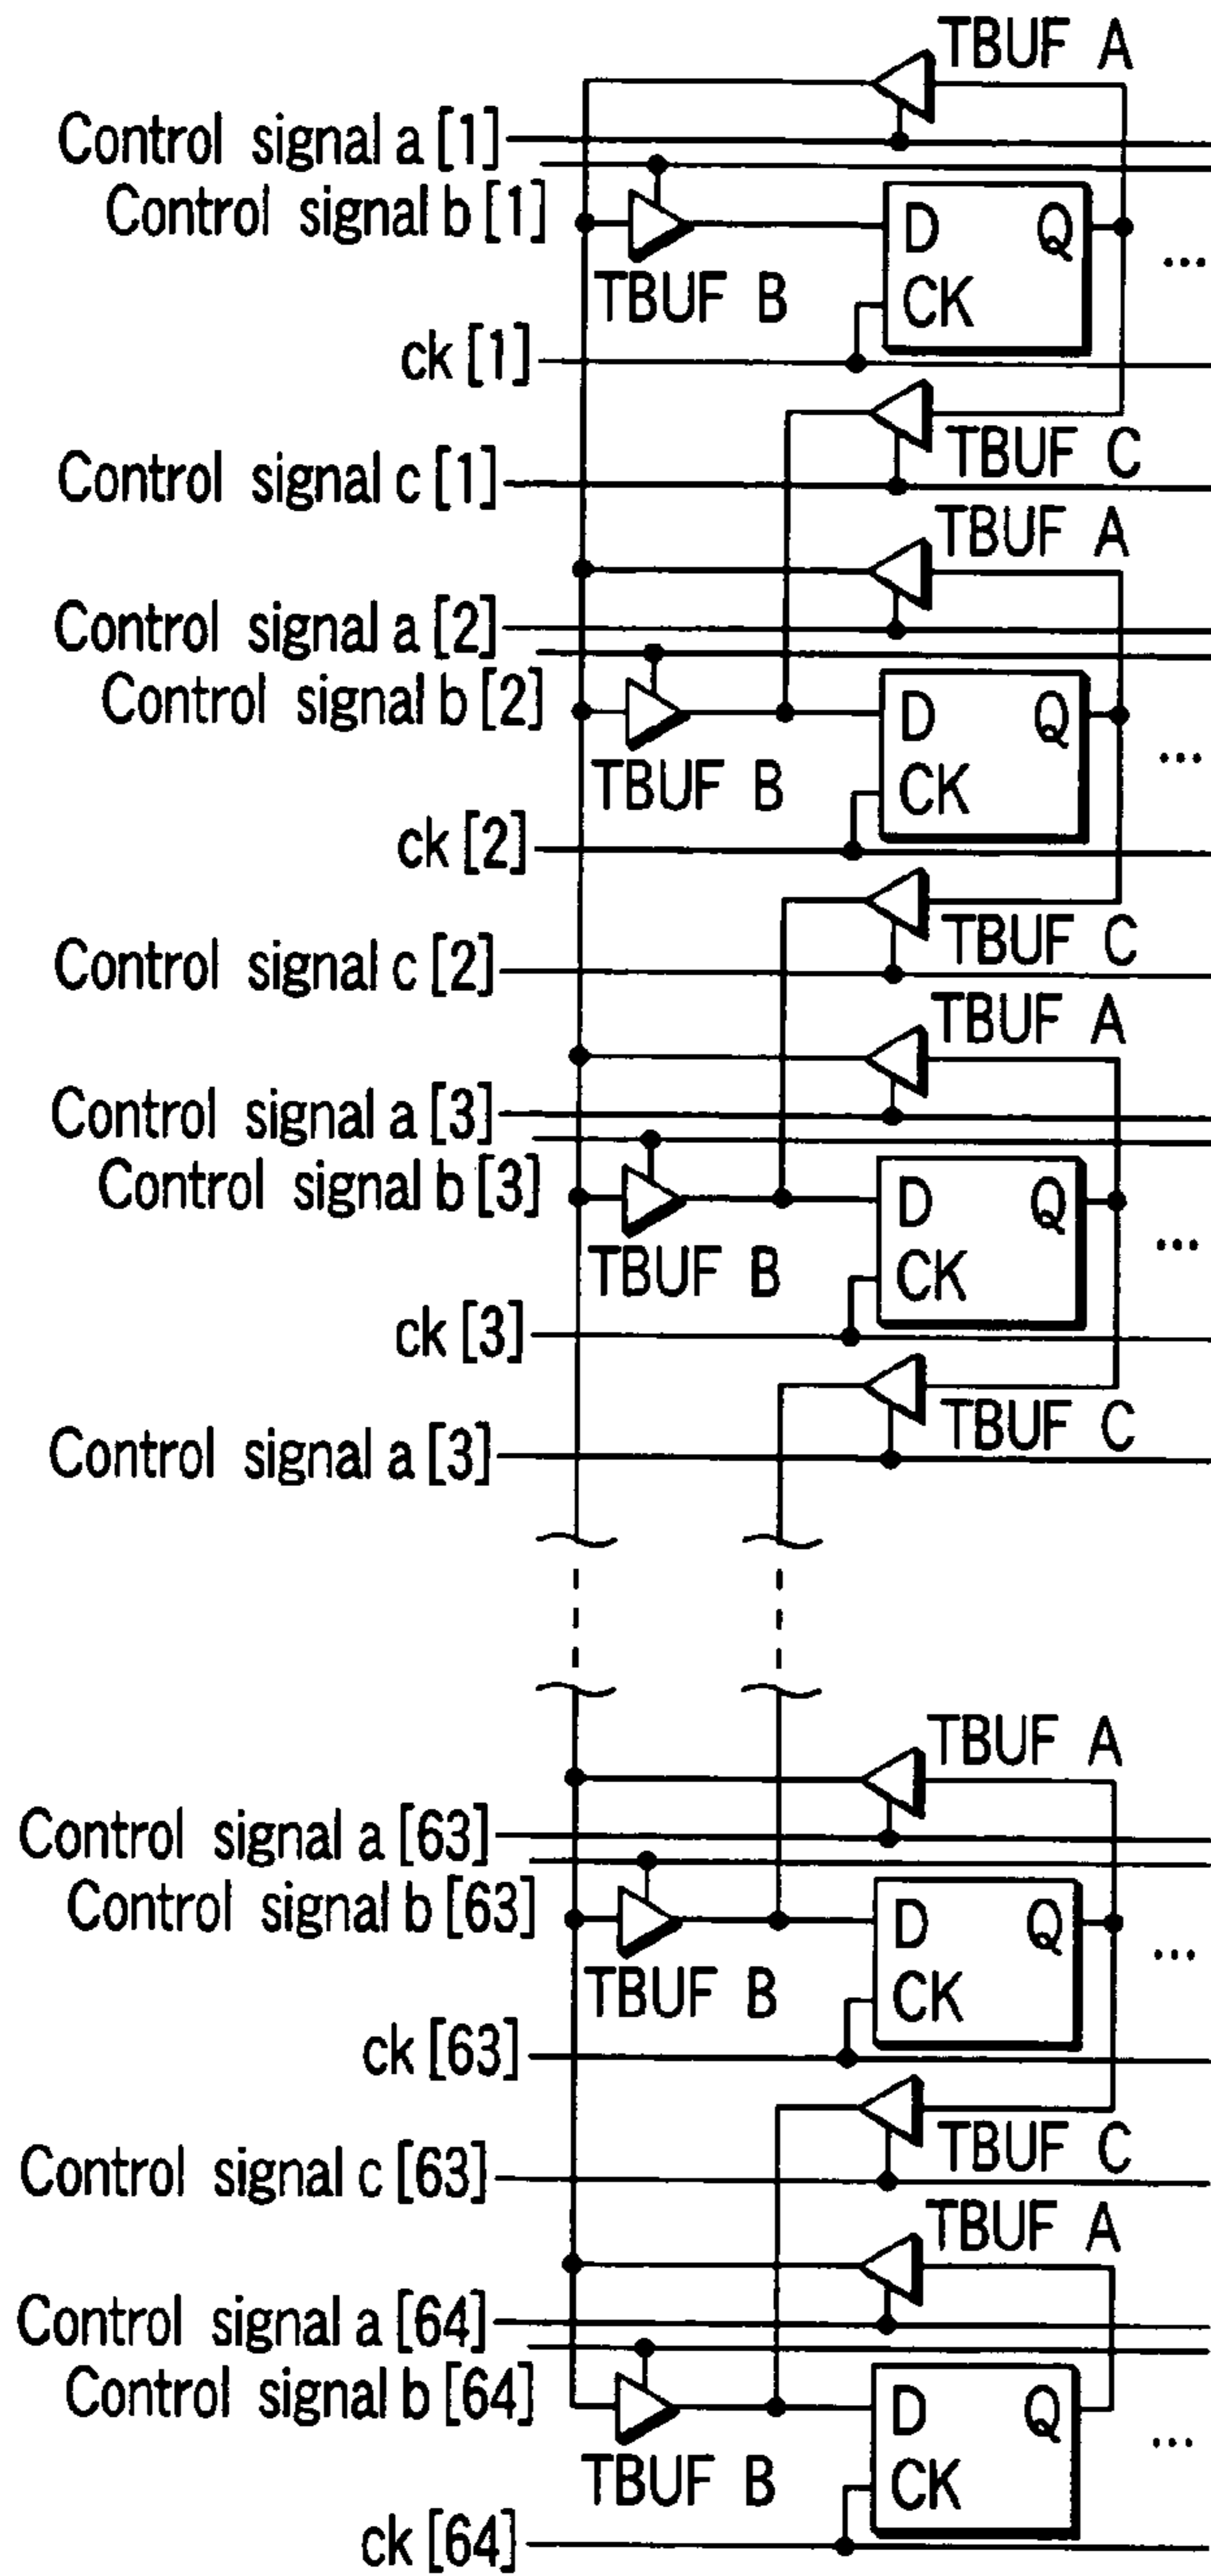 TBUF A
Control signal a [1]
Control signal b [1]
D Q
...
TBUF B
CK
ck [1]
TBUF C
Control signal c [1]
TBUF A
Control signal a [2]
Control signal b [2]
D Q
...
TBUF B
CK
ck [2]
TBUF C
Control signal c [2]
TBUF A
Control signal a [3]
Control signal b [3]
D Q
...
TBUF B
CK
ck [3]
TBUF C
Control signal a [3]
TBUF A
Control signal a [63]
Control signal b [63]
D Q
...
TBUF B
CK
ck [63]
TBUF C
Control signal c [63]
TBUF A
Control signal a [64]
Control signal b [64]
D Q
...
TBUF B
CK
ck [64]